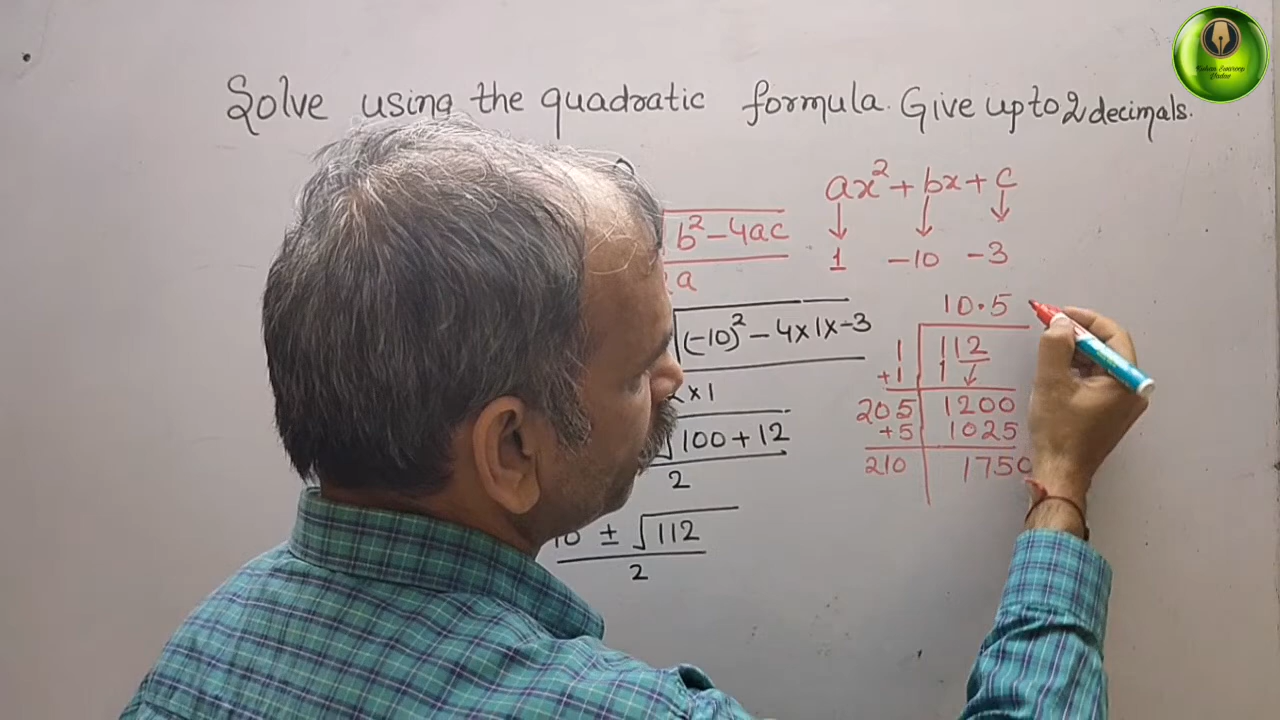 Solve using the quadratic formula. Give up to 2 decimals.
ax² + bx + c
b² - 4ac
a
1 -10 -3
10.5
(-10)² - 4x1x-3
2 x 1
1 112
+1 1
205 1200
+5 1025
210 1750
√100 + 12
2
10 ± √112
2